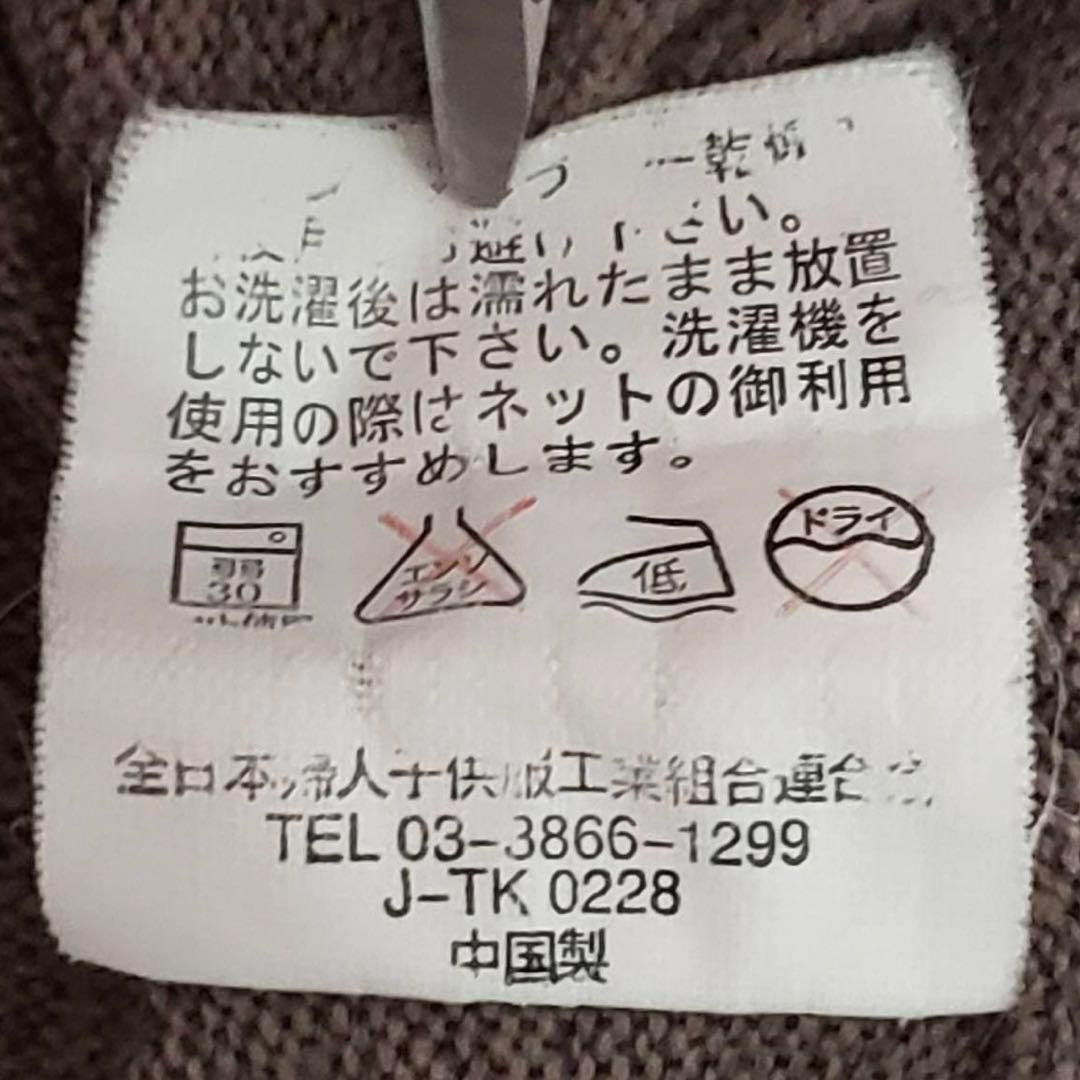 お洗濯後は濡れたまま放置
しないで下さい。洗濯機を
使用の際はネットの御利用
をおすすめします。
弱
30
エンソ
サラシ
低
ドライ
全日本婦人子供服工業組合連合会
TEL 03-3866-1299
J-TK 0228
中国製